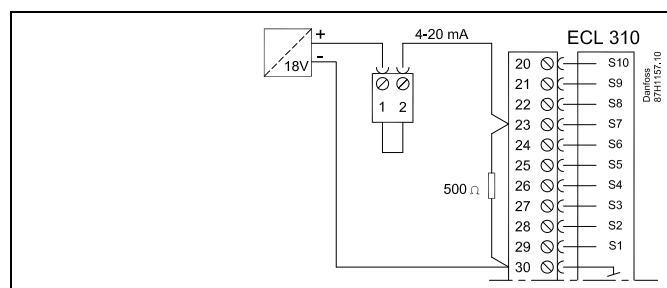 +
4-20 mA
ECL 310
-
18V
1 2
500 Ω
20 S10
21 S9
22 S8
23 S7
24 S6
25 S5
26 S4
27 S3
28 S2
29 S1
30
Danfoss
87H1157.10